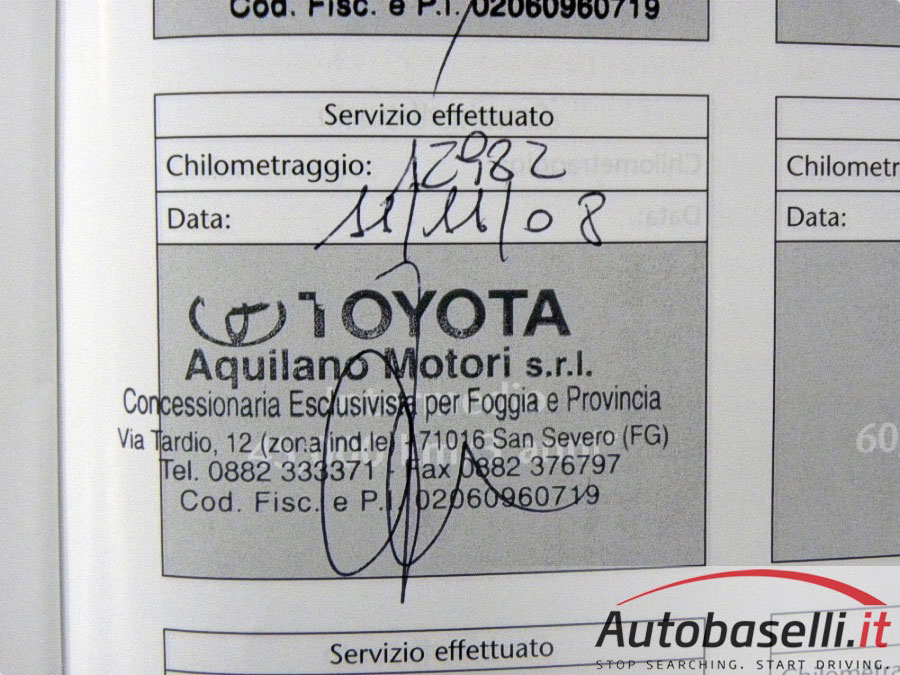 Cod. Fisc. e P.I. 02060960719
Servizio effettuato
Chilometraggio: 12982
Data: 11/11/08
TOYOTA
Aquilano Motori s.r.l.
Concessionaria Esclusivista per Foggia e Provincia
Via Tardio, 12 (zona ind.le) - 71016 San Severo (FG)
Tel. 0882 333371 - Fax 0882 376797
Cod. Fisc. e P.I. 02060960719
Servizio effettuato
Chilometr
Data:
60
Autobaselli.it
STOP SEARCHING. START DRIVING.